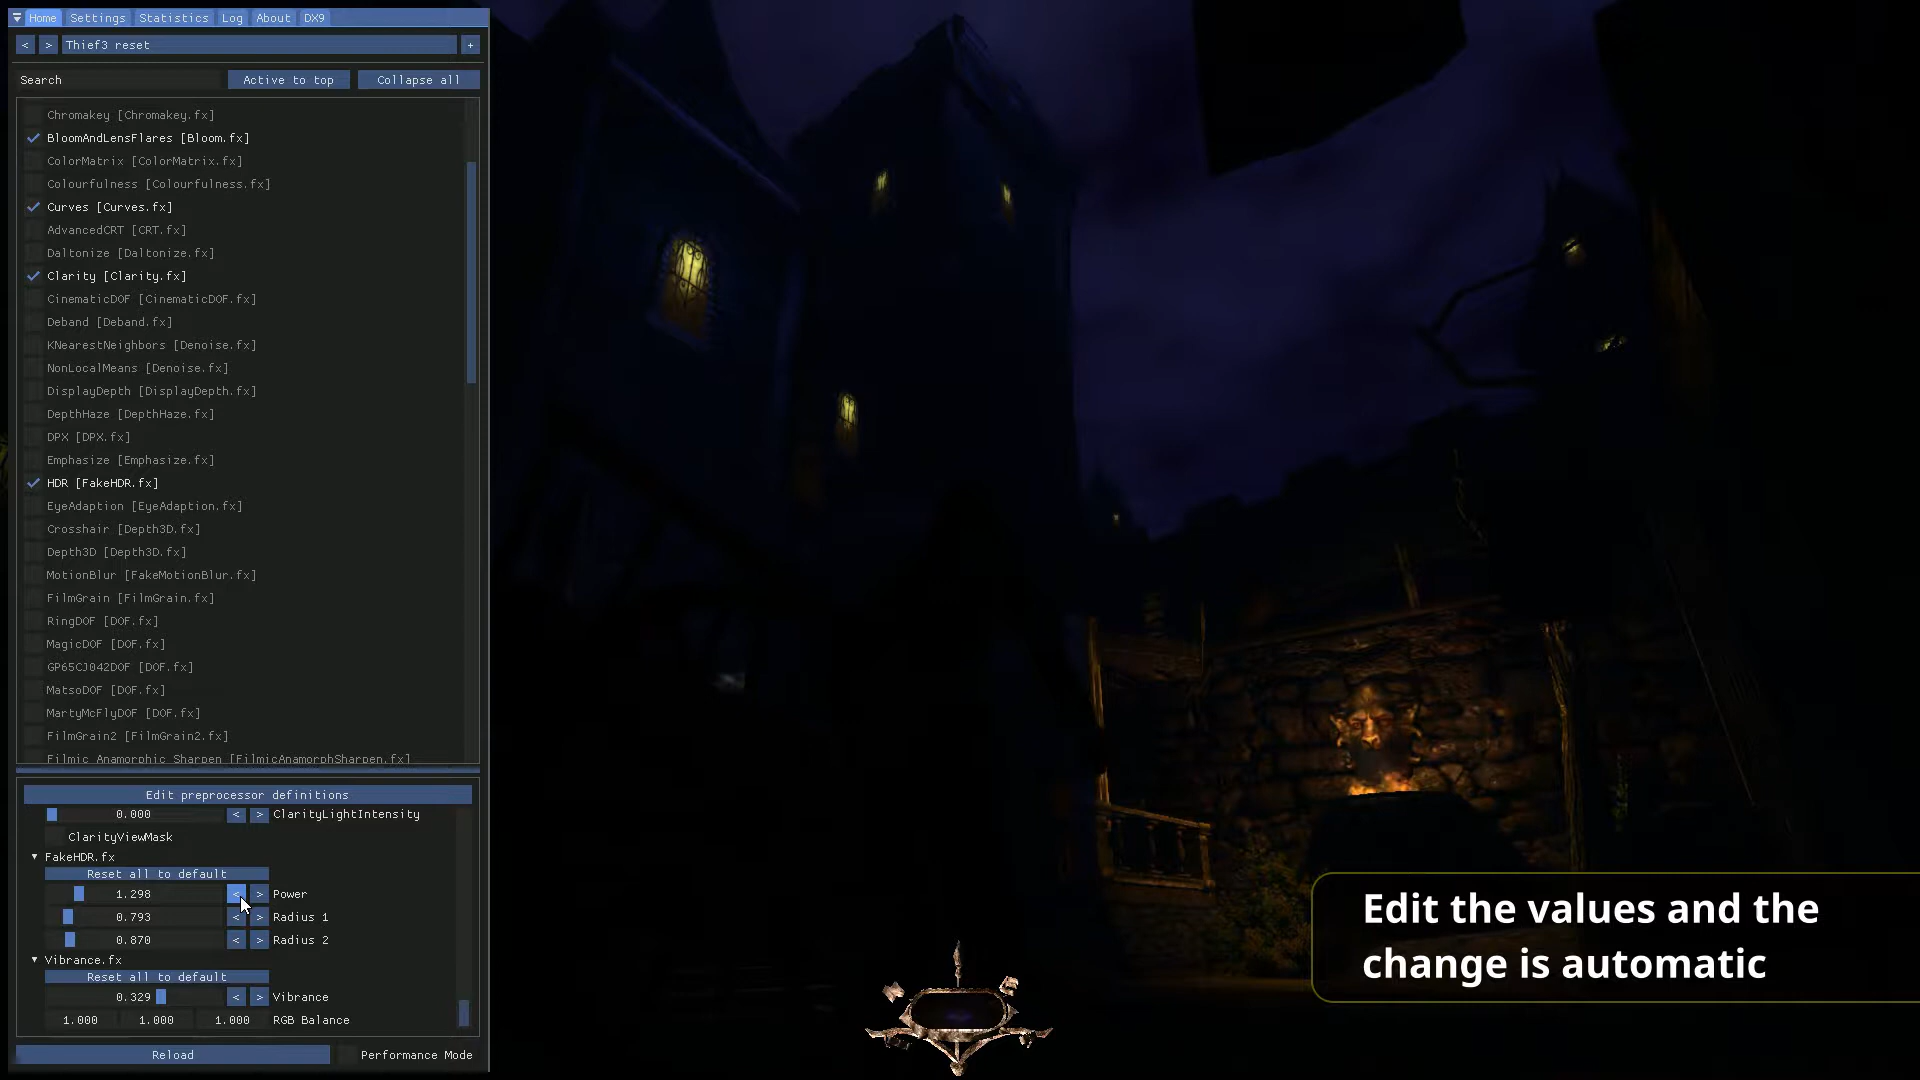 Home Settings Statistics Log About DX9
< > Thief3 reset +
Search Active to top Collapse all
Chromakey [Chromakey.fx]
BloomAndLensFlares [Bloom.fx]
ColorMatrix [ColorMatrix.fx]
Colourfulness [Colourfulness.fx]
Curves [Curves.fx]
AdvancedCRT [CRT.fx]
Daltonize [Daltonize.fx]
Clarity [Clarity.fx]
CinematicDOF [CinematicDOF.fx]
Deband [Deband.fx]
KNearestNeighbors [Denoise.fx]
NonLocalMeans [Denoise.fx]
DisplayDepth [DisplayDepth.fx]
DepthHaze [DepthHaze.fx]
DPX [DPX.fx]
Emphasize [Emphasize.fx]
HDR [FakeHDR.fx]
EyeAdaption [EyeAdaption.fx]
Crosshair [Depth3D.fx]
Depth3D [Depth3D.fx]
MotionBlur [FakeMotionBlur.fx]
FilmGrain [FilmGrain.fx]
RingDOF [DOF.fx]
MagicDOF [DOF.fx]
GP65CJ042DOF [DOF.fx]
MatsoDOF [DOF.fx]
MartyMcFlyDOF [DOF.fx]
FilmGrain2 [FilmGrain2.fx]
Filmic Anamorphic Sharpen [FilmicAnamorphSharpen.fx]
Edit preprocessor definitions
0.000 < > ClarityLightIntensity
ClarityViewMask
FakeHDR.fx
Reset all to default
1.298 < > Power
0.793 < > Radius 1
0.870 < > Radius 2
Vibrance.fx
Reset all to default
0.329 < > Vibrance
1.000 1.000 1.000 RGB Balance
Reload Performance Mode
Edit the values and the
change is automatic